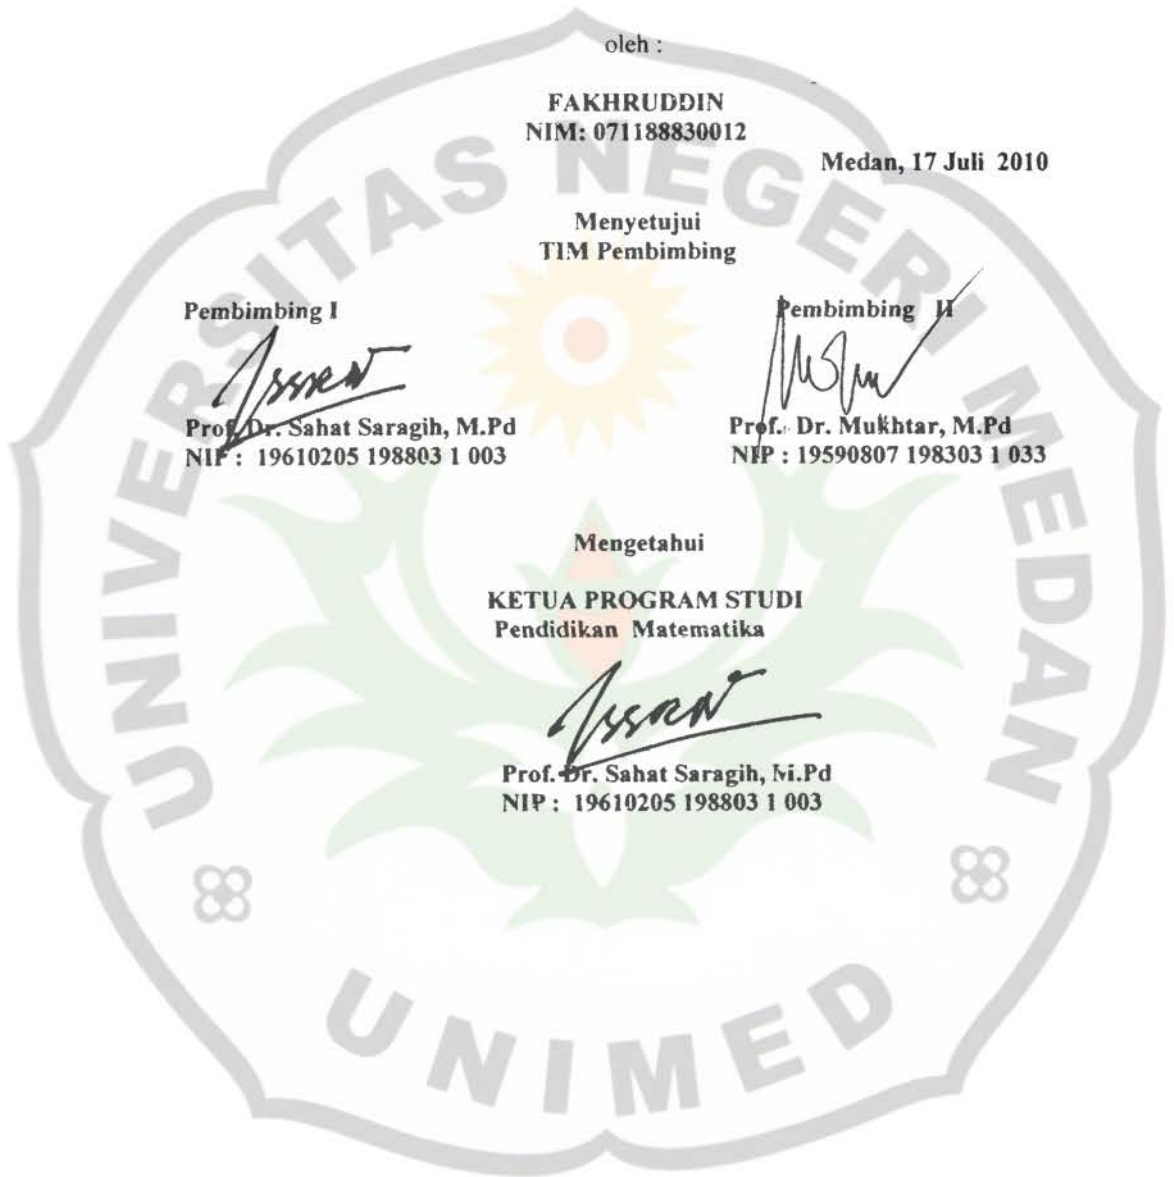 oleh :
FAKHRUDDIN
NIM: 071188830012
Medan, 17 Juli 2010
Menyetujui
TIM Pembimbing
Pembimbing I
Pembimbing II
Prof. Dr. Sahat Saragih, M.Pd
NIP : 19610205 198803 1 003
Prof. Dr. Mukhtar, M.Pd
NIP : 19590807 198303 1 033
Mengetahui
KETUA PROGRAM STUDI
Pendidikan Matematika
Prof. Dr. Sahat Saragih, M.Pd
NIP : 19610205 198803 1 003
UNIVERSITAS NEGERI MEDAN
UNIMED